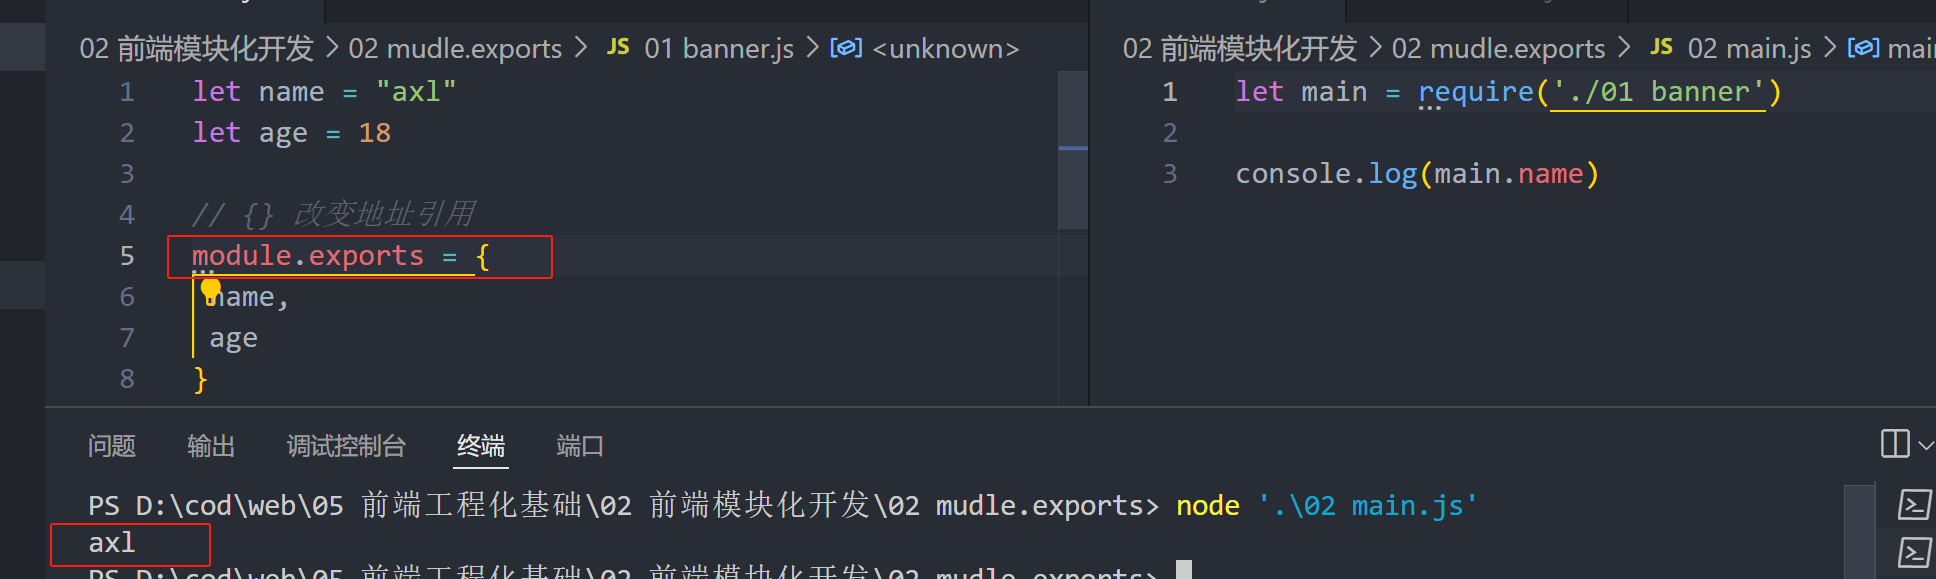 02 前端模块化开发 > 02 mudle.exports > JS 01 banner.js > <unknown>
1 let name = "axl"
2 let age = 18
3
4 // {} 改变地址引用
5 module.exports = {
6 name,
7 age
8 }
02 前端模块化开发 > 02 mudle.exports > JS 02 main.js >
1 let main = require('./01 banner')
2
3 console.log(main.name)
问题 输出 调试控制台 终端 端口
PS D:\cod\web\05 前端工程化基础\02 前端模块化开发\02 mudle.exports> node '.\02 main.js'
axl
PS D:\cod\web\05 前端工程化基础\02 前端模块化开发\02 mudle.exports>